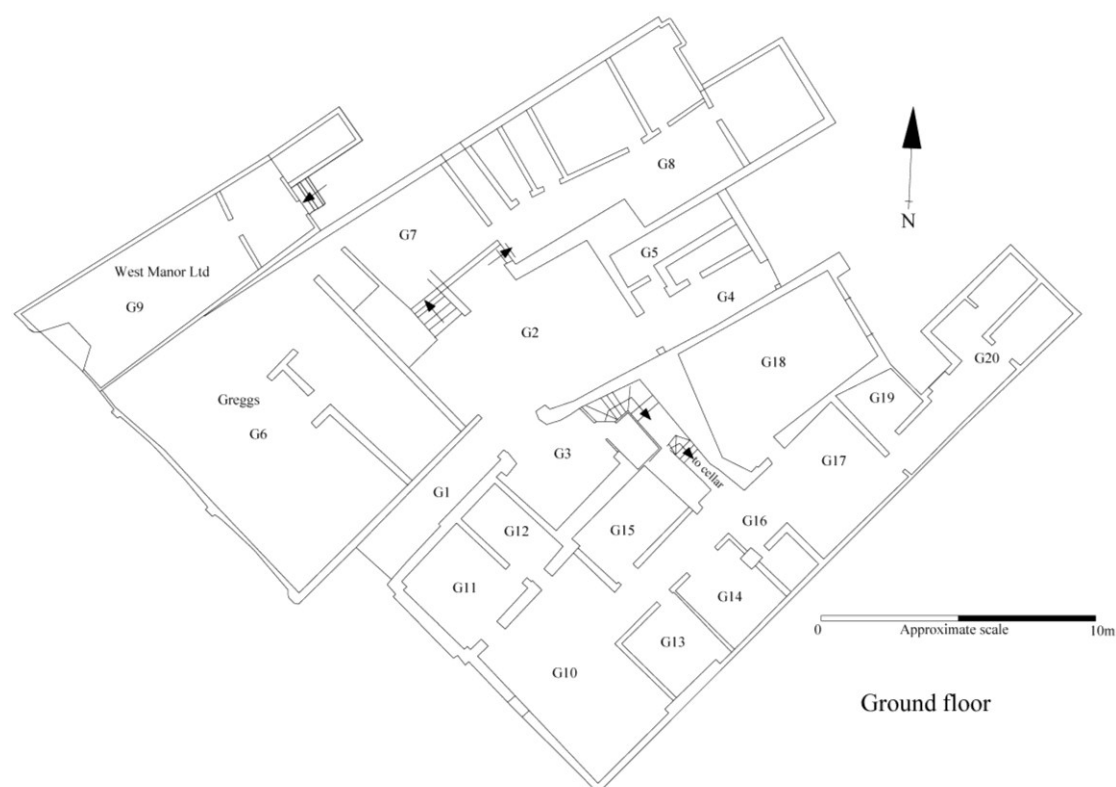 G8
N
G7
G5
West Manor Ltd
G9
G4
G2
G20
G18
Greggs
G19
G6
G3
G17
to cellar
G1
G16
G12
G15
G11
G14
0
Approximate scale
10m
G13
G10
Ground floor